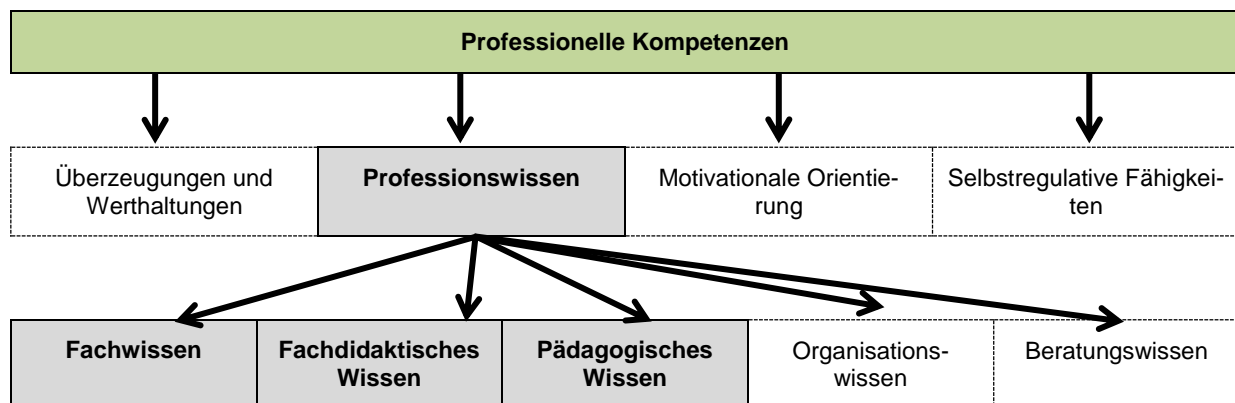 Professionelle Kompetenzen
Überzeugungen und
Werthaltungen
Professionswissen
Motivationale Orientie-
rung
Selbstregulative Fähigkei-
ten
Fachwissen
Fachdidaktisches
Wissen
Pädagogisches
Wissen
Organisations-
wissen
Beratungswissen